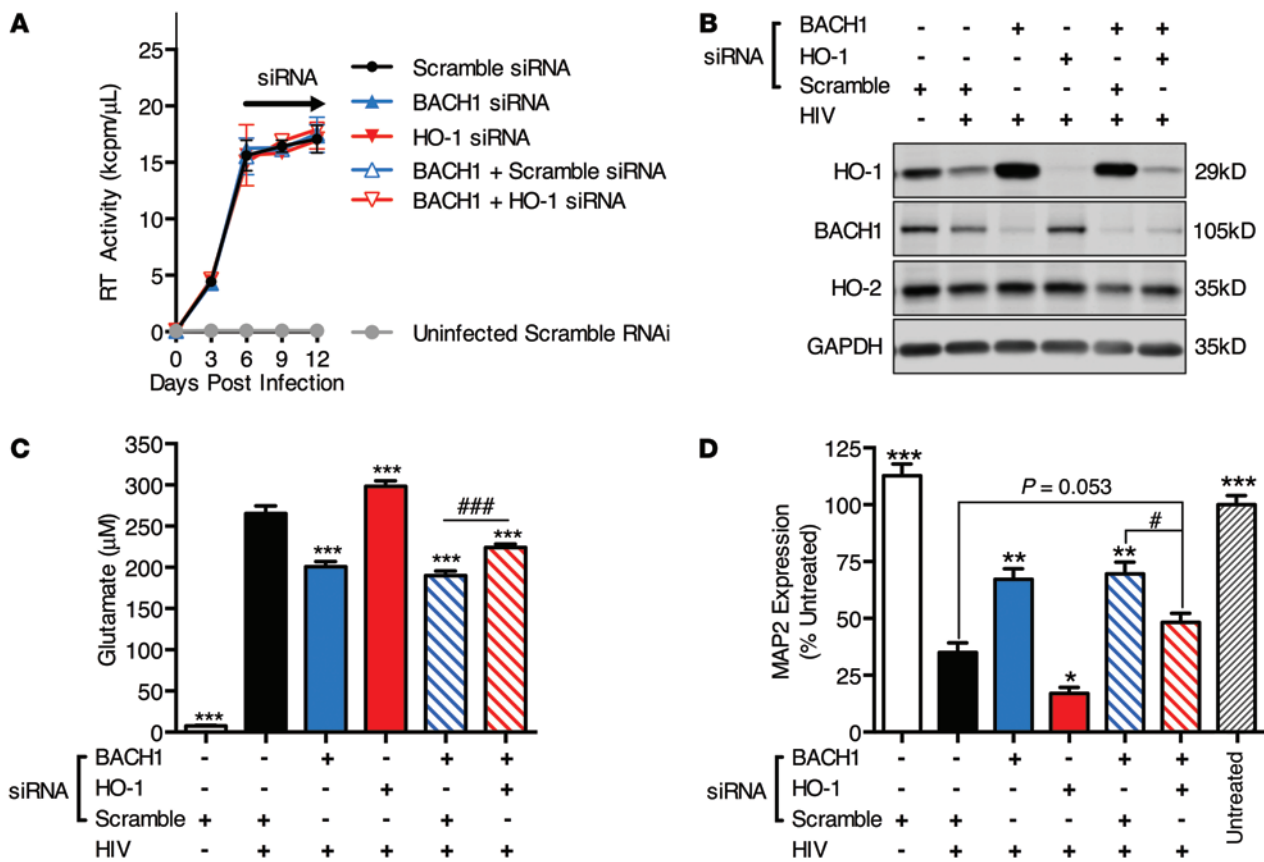 A
RT Activity (kcpm/μL)
25
20
15
10
5
0
0 3 6 9 12
Days Post Infection
siRNA
Scramble siRNA
BACH1 siRNA
HO-1 siRNA
BACH1 + Scramble siRNA
BACH1 + HO-1 siRNA
Uninfected Scramble RNAi
B
siRNA
BACH1 - - + - + +
HO-1 - - - + - +
Scramble + + - - + -
HIV - + + + + +
HO-1 29kD
BACH1 105kD
HO-2 35kD
GAPDH 35kD
C
Glutamate (μM)
350
300
250
200
150
100
50
0
*** *** *** *** ***
###
siRNA
BACH1 - - + - + +
HO-1 - - - + - +
Scramble + + - - + -
HIV - + + + + +
D
MAP2 Expression
(% Untreated)
125
100
75
50
25
0
*** ** * ** ***
P = 0.053
#
siRNA
BACH1 - - + - + +
HO-1 - - - + - +
Scramble + + - - + -
HIV - + + + + +
Untreated